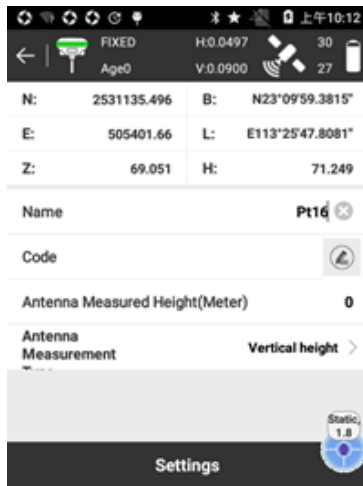 上午10:12
FIXED H:0.0497 30
Age0 V:0.0900 27
N: 2531135.496 B: N23°09'59.3815"
E: 505401.66 L: E113°25'47.8081"
Z: 69.051 H: 71.249
Name Pt16
Code
Antenna Measured Height(Meter) 0
Antenna
Measurement Vertical height
Static,
1.8
Settings